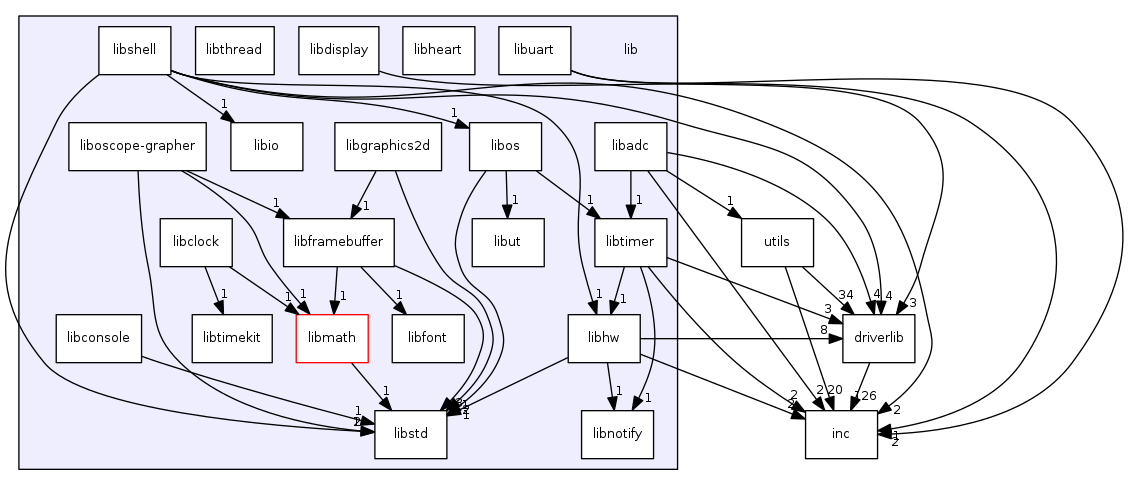 libshell
libthread
libdisplay
libheart
libuart
lib
1
1
liboscope-grapher
libio
libgraphics2d
libos
libadc
1
1
1
1
1
1
libclock
libframebuffer
libut
libtimer
utils
1
1
1
1
1
1
1
34
4
4
3
3
8
libconsole
libtimekit
libmath
libfont
libhw
driverlib
1
1
1
1
2
2
20
126
2
1
1
2
libstd
libnotify
inc